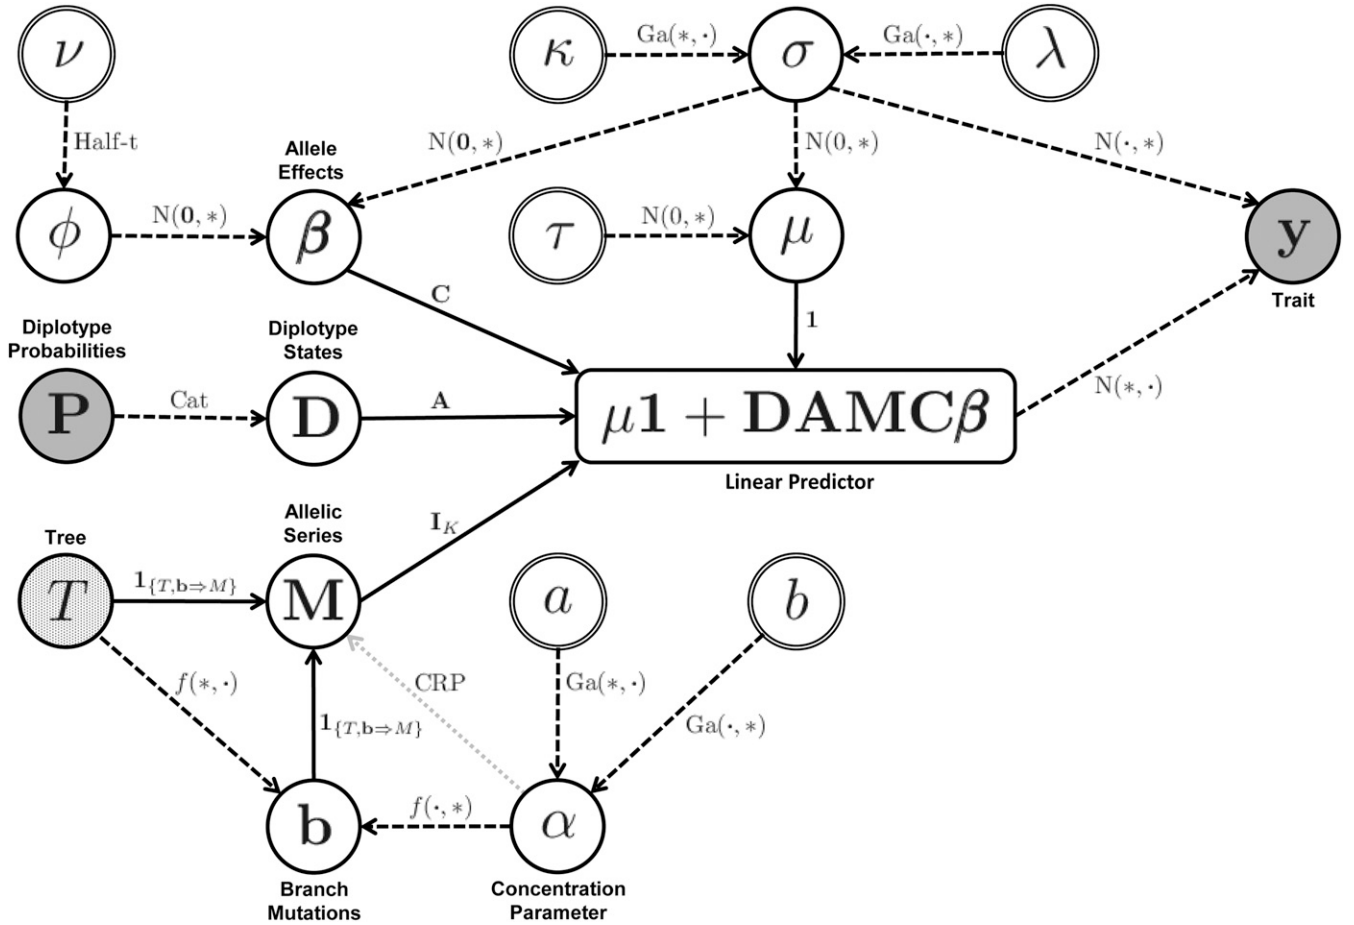 ν
κ
Ga(∗, ·)
σ
Ga(·, ∗)
λ
Half-t
N(0, ∗)
N(0, ∗)
N(·, ∗)
Allele
Effects
ϕ
N(0, ∗)
β
τ
N(0, ∗)
μ
y
Trait
C
1
Diplotype
Probabilities
Diplotype
States
P
Cat
D
A
μ1 + DAMCβ
N(∗, ·)
Linear Predictor
Tree
Allelic
Series
I_K
T
1_{T,b⇒M}
M
a
b
f(∗, ·)
CRP
Ga(∗, ·)
1_{T,b⇒M}
Ga(·, ∗)
b
f(·, ∗)
α
Branch
Mutations
Concentration
Parameter